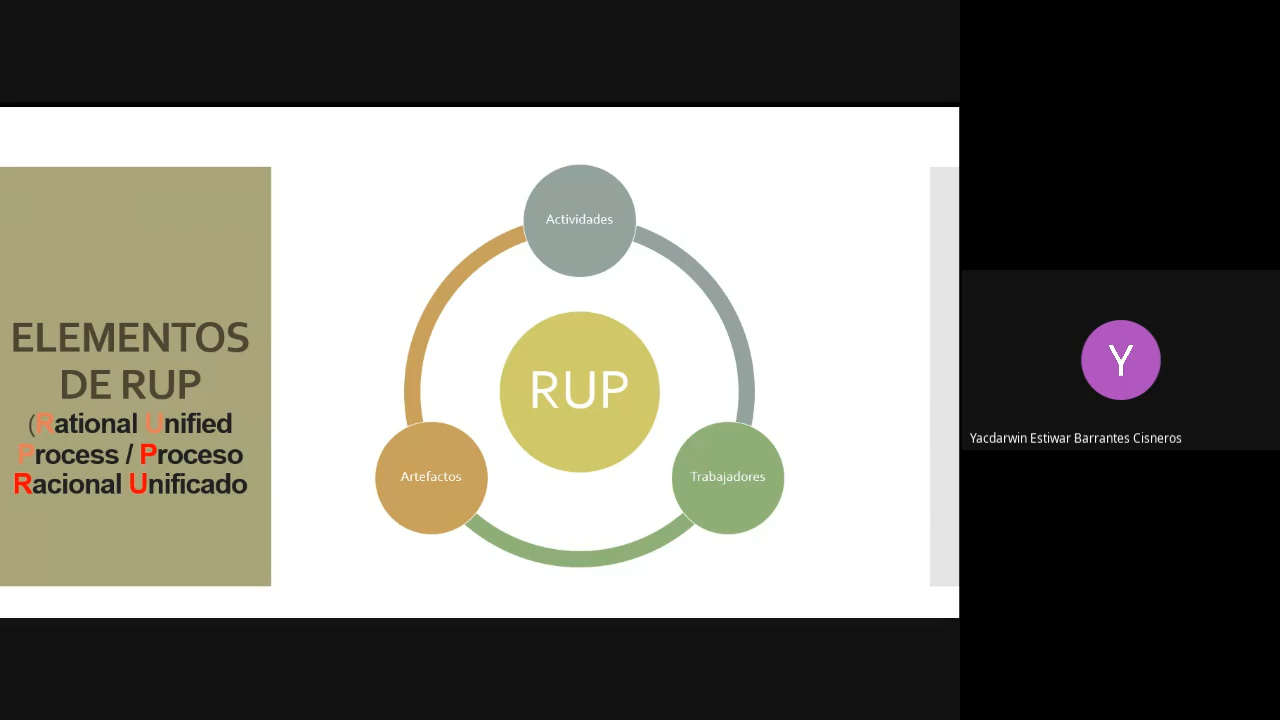 ELEMENTOS
DE RUP
(Rational Unified
Process / Proceso
Racional Unificado
Actividades
RUP
Artefactos
Trabajadores
Y
Yacdarwin Estiwar Barrantes Cisneros